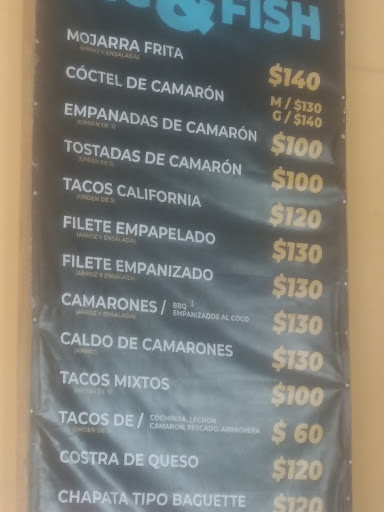 & FISH
MOJARRA FRITA $140
(ARROZ Y ENSALADA)
CÓCTEL DE CAMARÓN M / $130
G / $140
EMPANADAS DE CAMARÓN $100
(ORDEN DE 3)
TOSTADAS DE CAMARÓN $100
(ORDEN DE 3)
TACOS CALIFORNIA $120
(ORDEN DE 3)
FILETE EMPAPELADO $130
(ARROZ Y ENSALADA)
FILETE EMPANIZADO $130
(ARROZ Y ENSALADA)
CAMARONES / BBQ $130
(ARROZ Y ENSALADA) EMPANIZADOS AL COCO
CALDO DE CAMARONES $130
(ARROZ)
TACOS MIXTOS $100
TACOS DE / COCHINITA, LECHON, $ 60
(ORDEN DE CAMARON, PESCADO, ARRACHERA
COSTRA DE QUESO $120
CHAPATA TIPO BAGUETTE $120